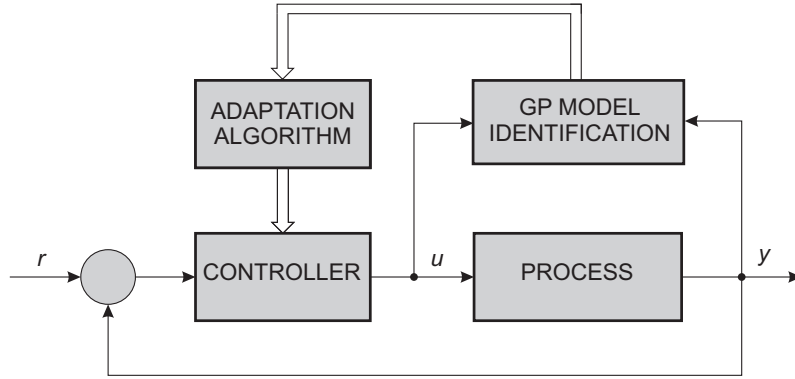 ADAPTATION
ALGORITHM
GP MODEL
IDENTIFICATION
r
CONTROLLER
u
PROCESS
y